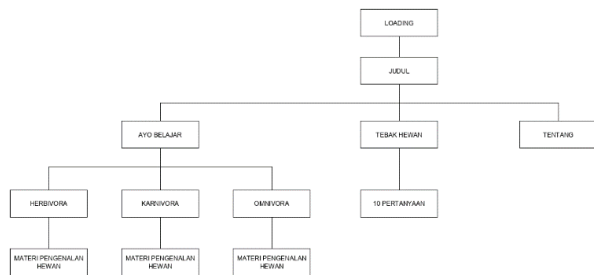 LOADING
JUDUL
AYO BELAJAR
TEBAK HEWAN
TENTANG
HERBIVORA
KARNIVORA
OMNIVORA
10 PERTANYAAN
MATERI PENGENALAN
HEWAN
MATERI PENGENALAN
HEWAN
MATERI PENGENALAN
HEWAN